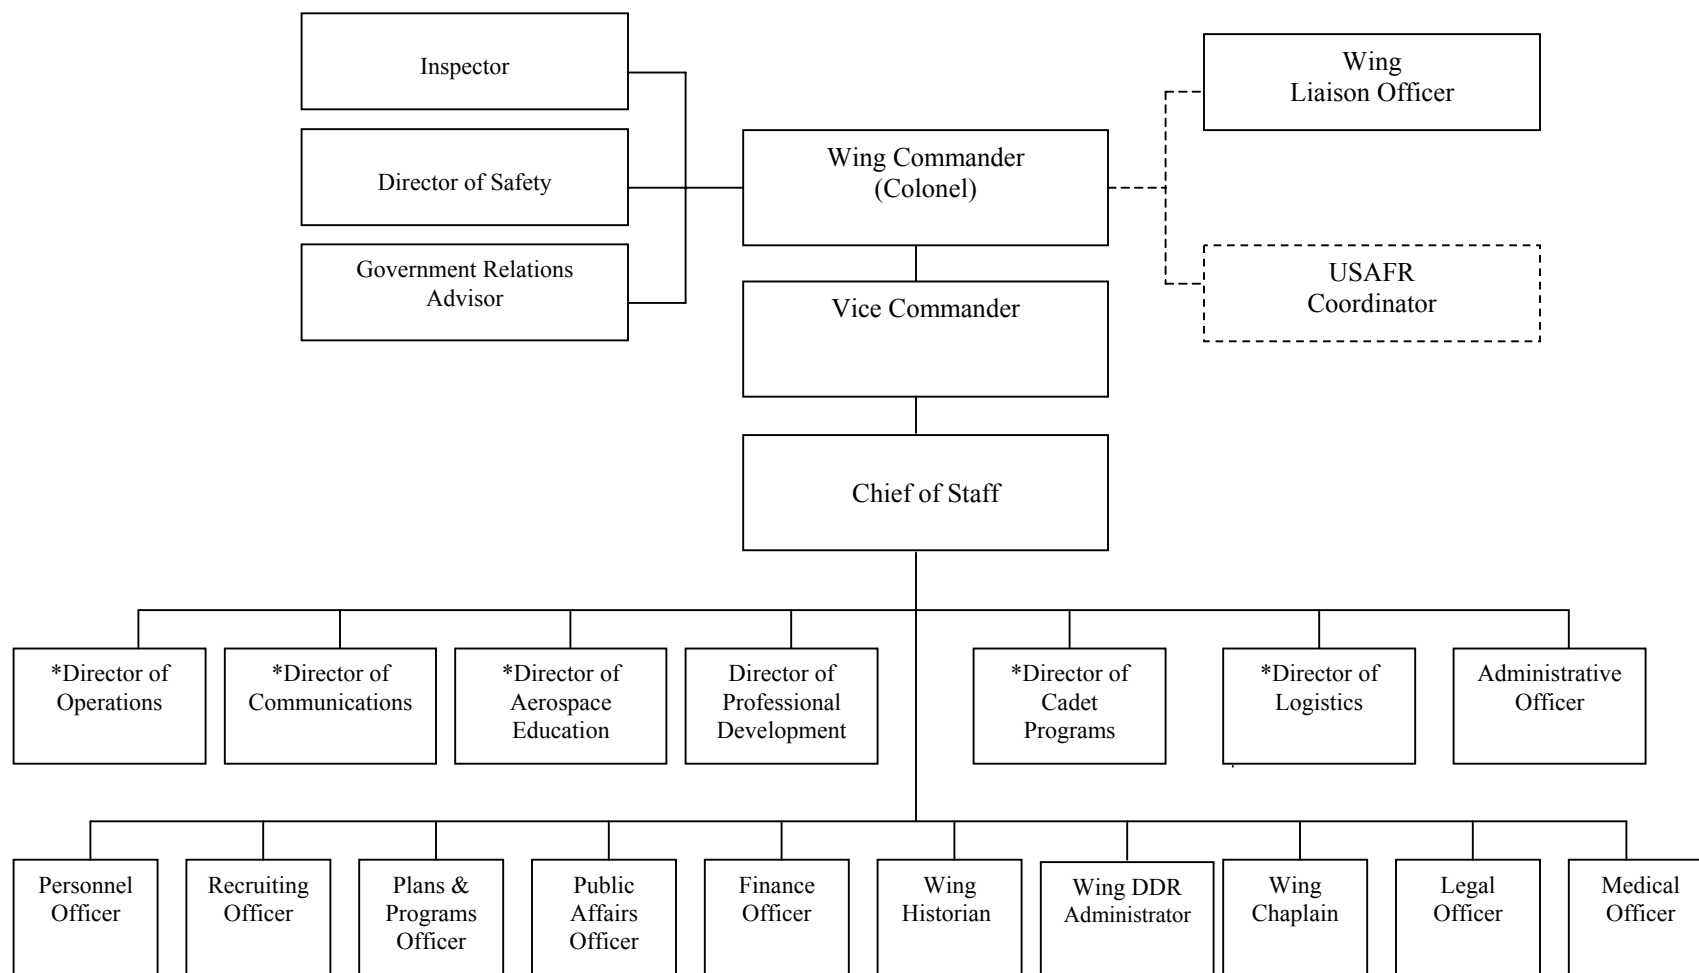 Inspector
Director of Safety
Government Relations
Advisor
Wing Commander
(Colonel)
Wing
Liaison Officer
USAFR
Coordinator
Vice Commander
Chief of Staff
*Director of
Operations
*Director of
Communications
*Director of
Aerospace
Education
Director of
Professional
Development
*Director of
Cadet
Programs
*Director of
Logistics
Administrative
Officer
Personnel
Officer
Recruiting
Officer
Plans &
Programs
Officer
Public
Affairs
Officer
Finance
Officer
Wing
Historian
Wing DDR
Administrator
Wing
Chaplain
Legal
Officer
Medical
Officer